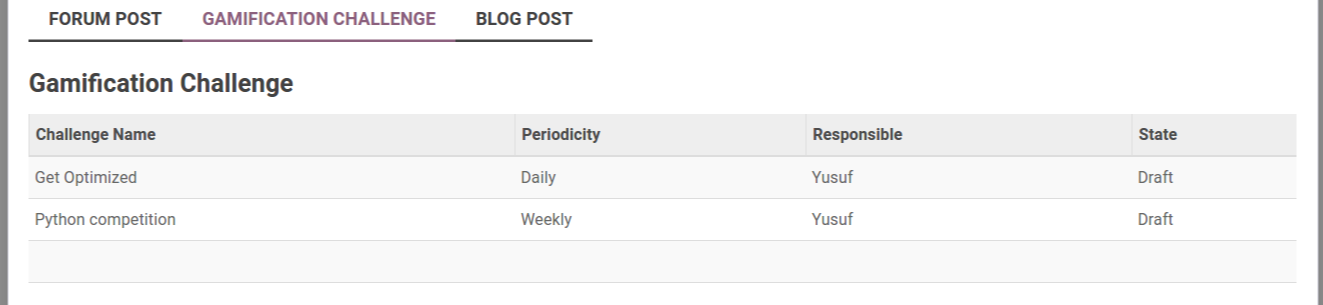 FORUM POST GAMIFICATION CHALLENGE BLOG POST
Gamification Challenge
Challenge Name Periodicity Responsible State
Get Optimized Daily Yusuf Draft
Python competition Weekly Yusuf Draft